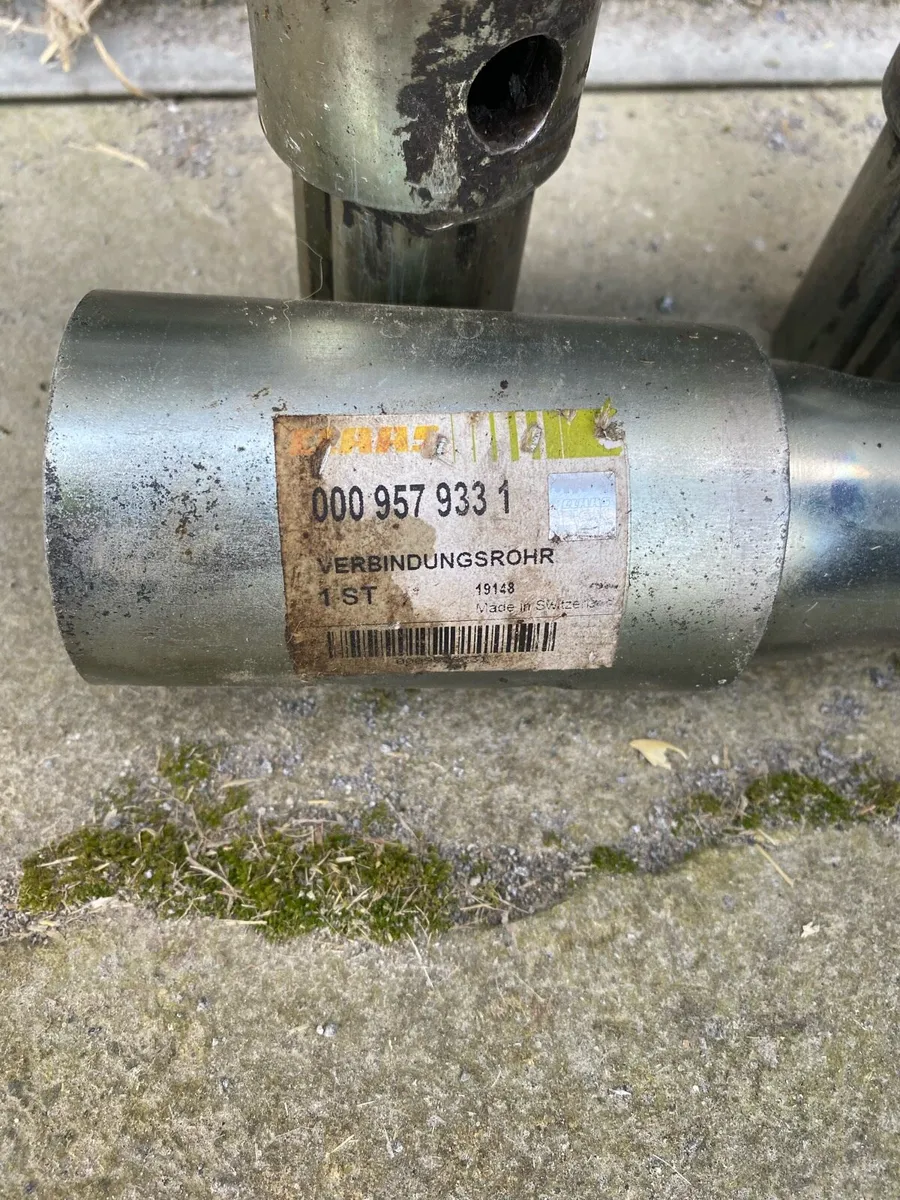 CLAAS
000 957 933 1
VERBINDUNGSROHR
1 ST 19148
Made in Switzerland